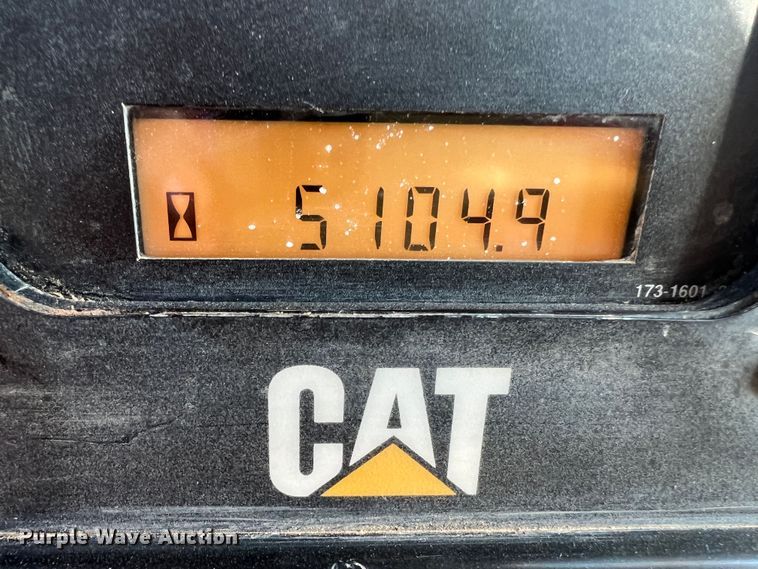 5104.9
173-1601
CAT
Purple Wave Auction